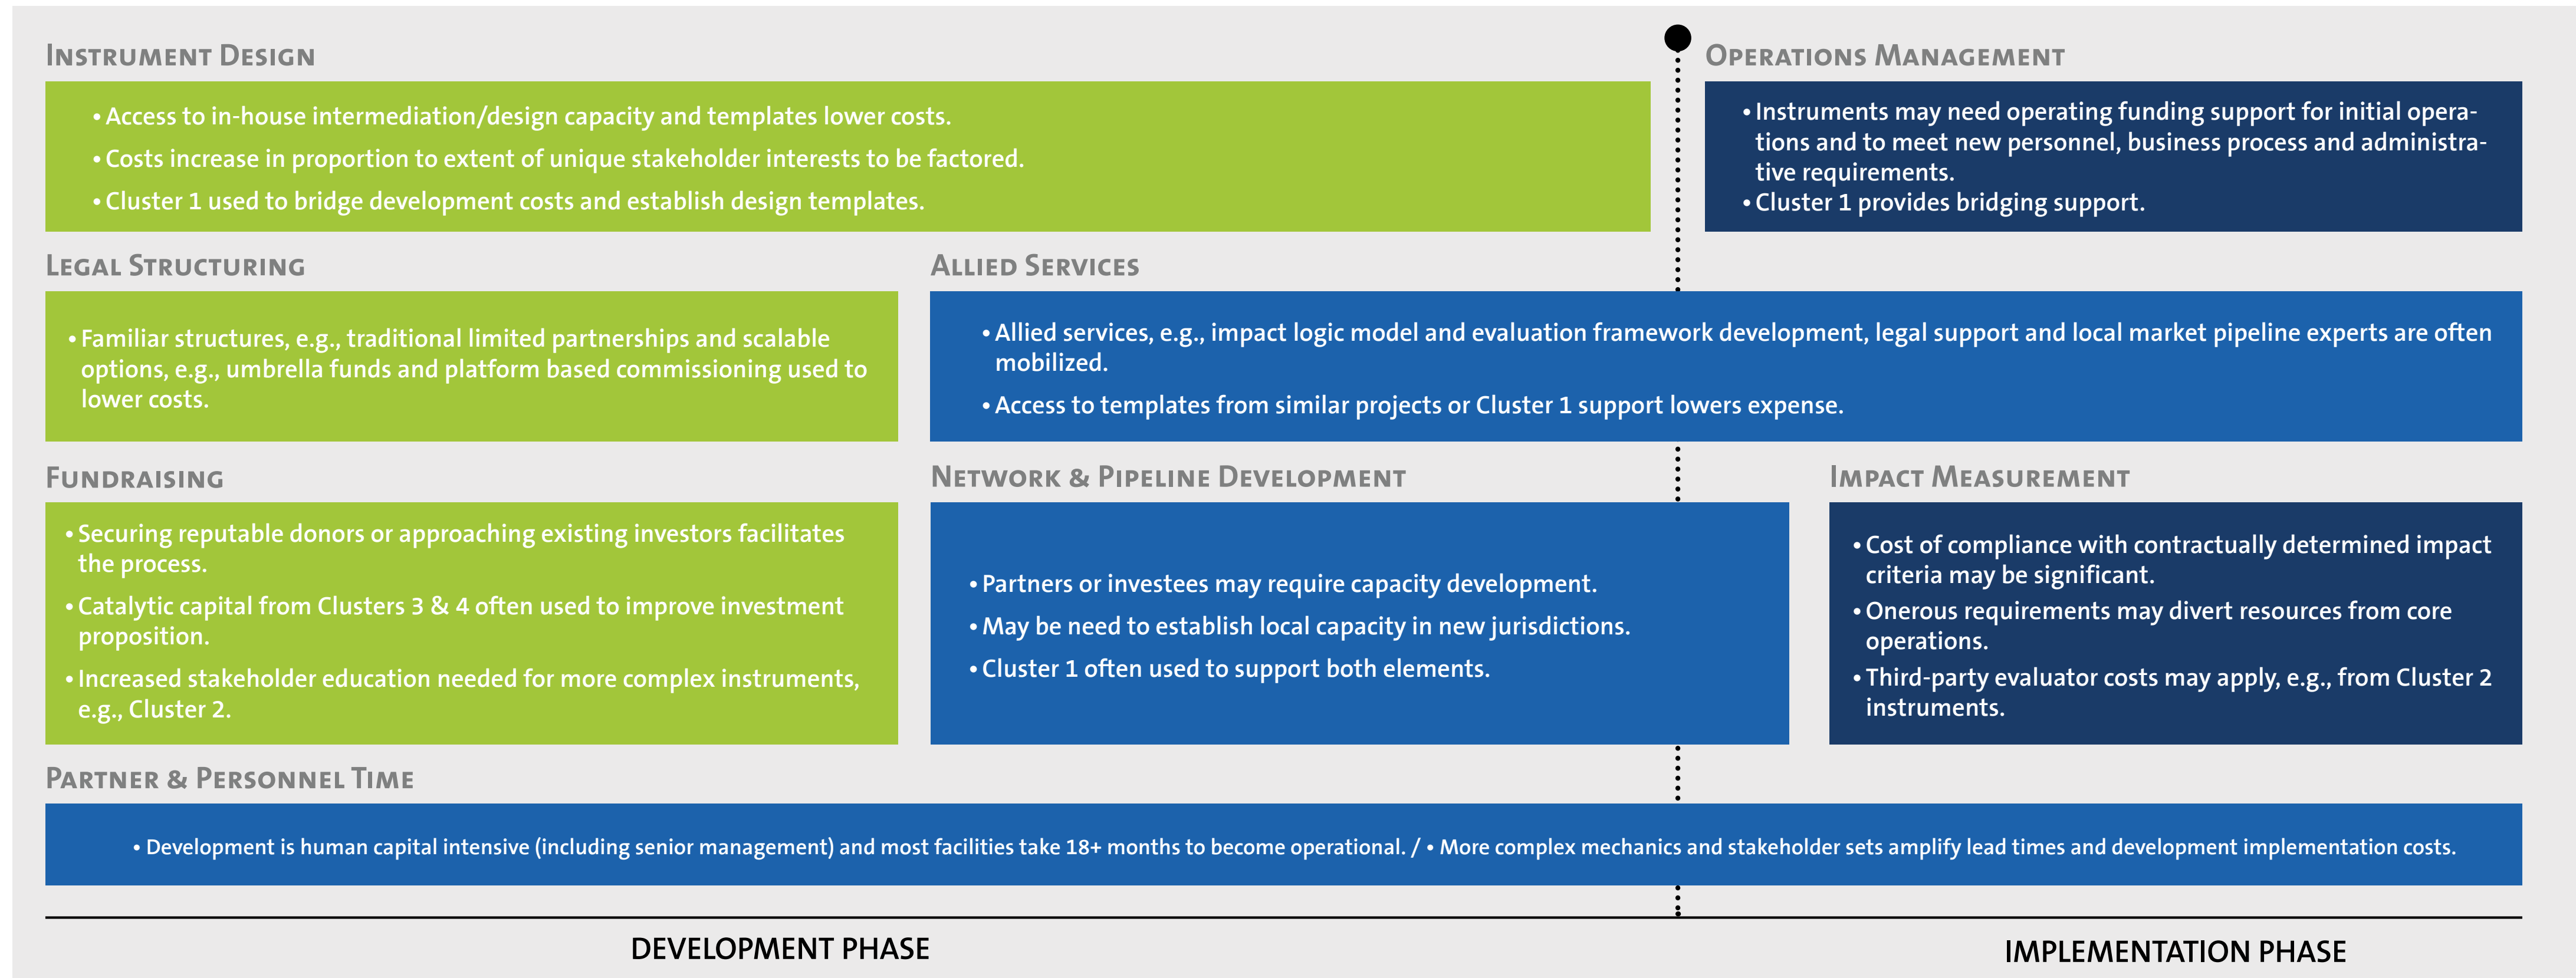 INSTRUMENT DESIGN
• Access to in-house intermediation/design capacity and templates lower costs.
• Costs increase in proportion to extent of unique stakeholder interests to be factored.
• Cluster 1 used to bridge development costs and establish design templates.
OPERATIONS MANAGEMENT
• Instruments may need operating funding support for initial opera-
tions and to meet new personnel, business process and administra-
tive requirements.
• Cluster 1 provides bridging support.
LEGAL STRUCTURING
• Familiar structures, e.g., traditional limited partnerships and scalable
options, e.g., umbrella funds and platform based commissioning used to
lower costs.
ALLIED SERVICES
• Allied services, e.g., impact logic model and evaluation framework development, legal support and local market pipeline experts are often
mobilized.
• Access to templates from similar projects or Cluster 1 support lowers expense.
FUNDRAISING
• Securing reputable donors or approaching existing investors facilitates
the process.
• Catalytic capital from Clusters 3 & 4 often used to improve investment
proposition.
• Increased stakeholder education needed for more complex instruments,
e.g., Cluster 2.
NETWORK & PIPELINE DEVELOPMENT
• Partners or investees may require capacity development.
• May be need to establish local capacity in new jurisdictions.
• Cluster 1 often used to support both elements.
IMPACT MEASUREMENT
• Cost of compliance with contractually determined impact
criteria may be significant.
• Onerous requirements may divert resources from core
operations.
• Third-party evaluator costs may apply, e.g., from Cluster 2
instruments.
PARTNER & PERSONNEL TIME
• Development is human capital intensive (including senior management) and most facilities take 18+ months to become operational. / • More complex mechanics and stakeholder sets amplify lead times and development implementation costs.
DEVELOPMENT PHASE
IMPLEMENTATION PHASE